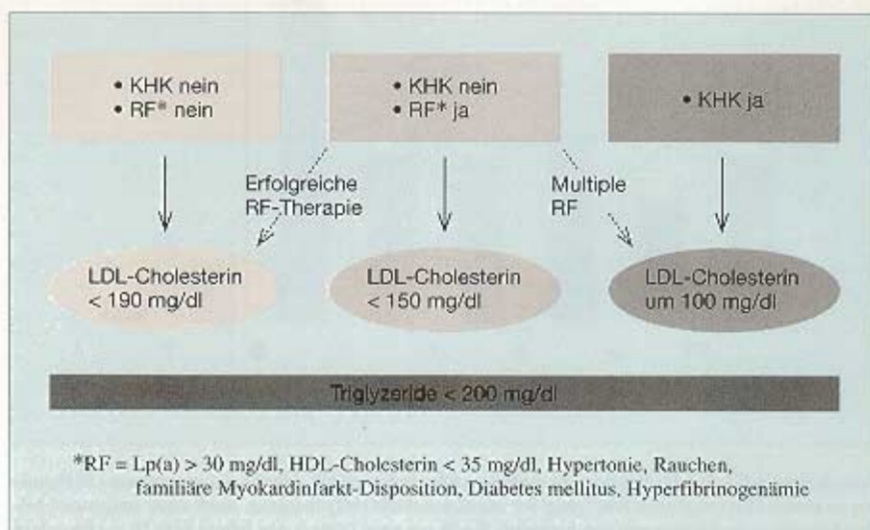 • KHK nein
• RF* nein
• KHK nein
• RF* ja
• KHK ja
Erfolgreiche
RF-Therapie
Multiple
RF
LDL-Cholesterin
< 190 mg/dl
LDL-Cholesterin
< 150 mg/dl
LDL-Cholesterin
um 100 mg/dl
Triglyzeride < 200 mg/dl
*RF = Lp(a) > 30 mg/dl, HDL-Cholesterin < 35 mg/dl, Hypertonie, Rauchen,
familiäre Myokardinfarkt-Disposition, Diabetes mellitus, Hyperfibrinogenämie